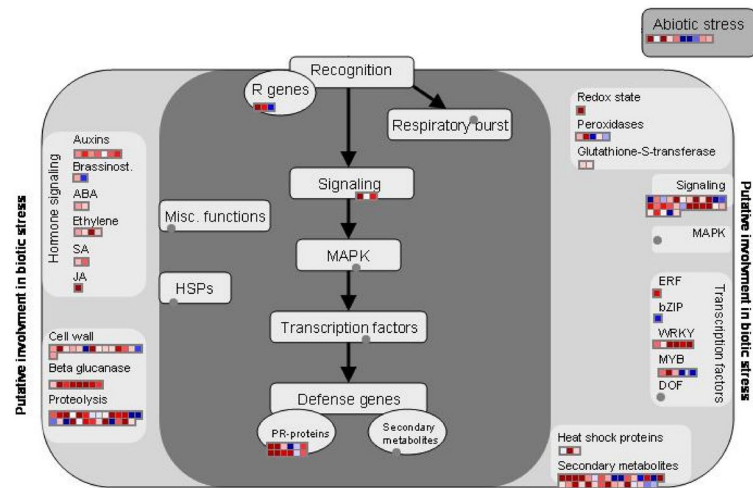 Abiotic stress
Recognition
R genes
Respiratory burst
Redox state
Peroxidases
Glutathione-S-transferase
Hormone signaling
Auxins
Brassinost.
ABA
Ethylene
SA
JA
Signaling
Signaling
MAPK
Misc. functions
MAPK
HSPs
Transcription factors
ERF
bZIP
WRKY
MYB
DOF
Transcription factors
Putative involvment in biotic stress
Putative involvment in biotic stress
Cell wall
Beta glucanase
Proteolysis
Defense genes
PR-proteins
Secondary
metabolites
Heat shock proteins
Secondary metabolites